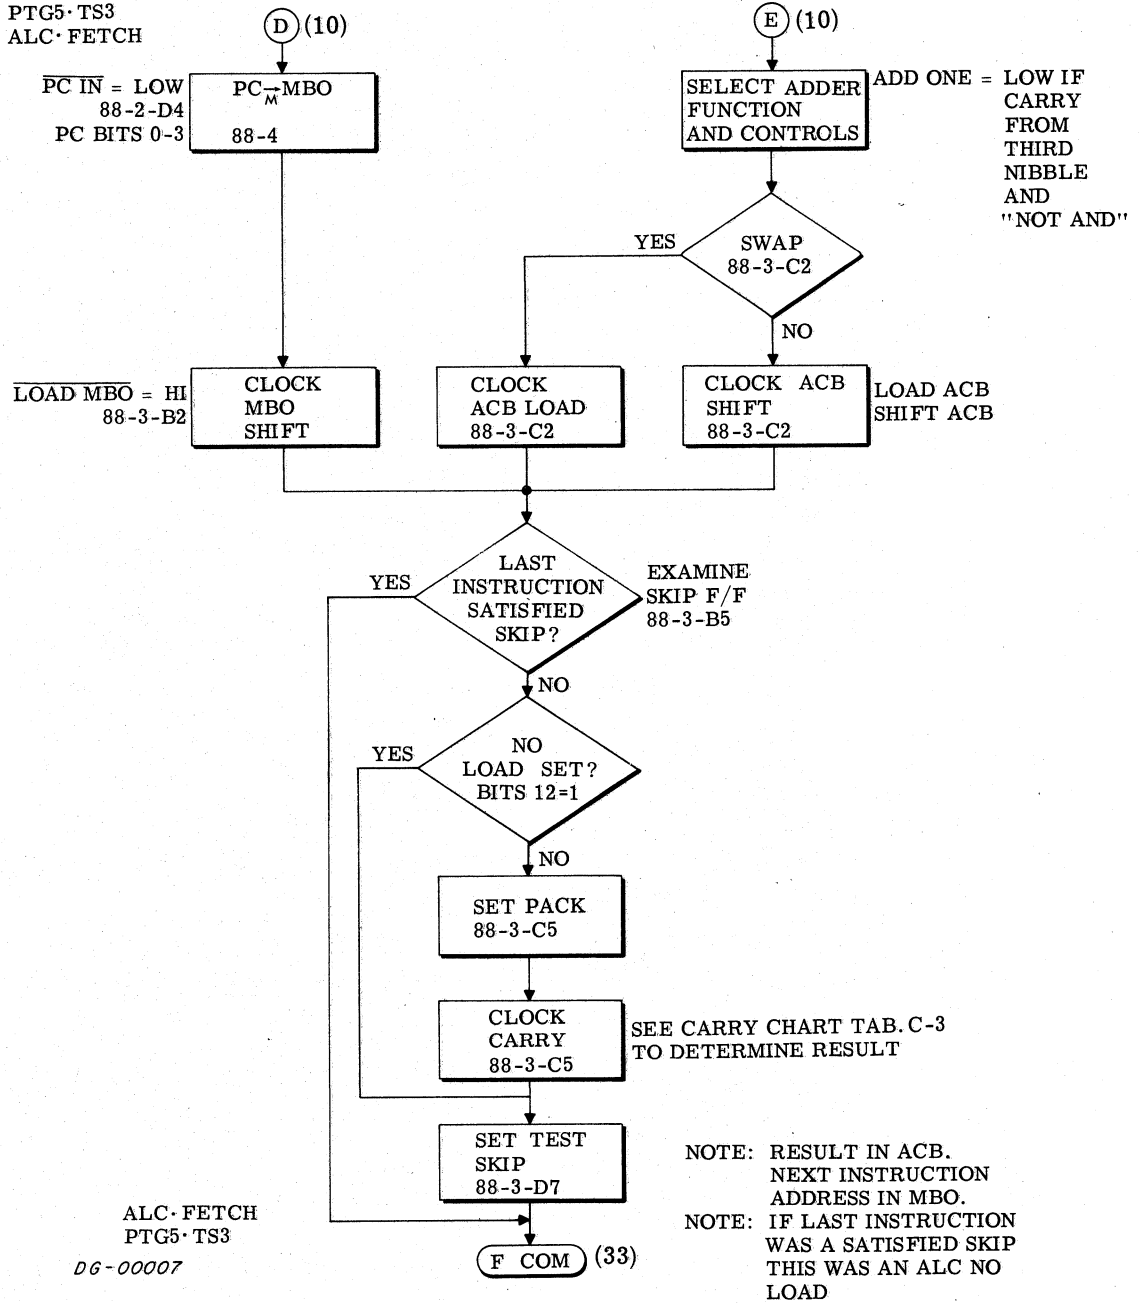 PTG5·TS3
ALC·FETCH
D (10)
E (10)
PC IN = LOW
88-2-D4
PC BITS 0-3
PC→MBO
M
88-4
SELECT ADDER
FUNCTION
AND CONTROLS
ADD ONE = LOW IF
CARRY
FROM
THIRD
NIBBLE
AND
"NOT AND"
YES
SWAP
88-3-C2
NO
LOAD MBO = HI
88-3-B2
CLOCK
MBO
SHIFT
CLOCK
ACB LOAD
88-3-C2
CLOCK ACB
SHIFT
88-3-C2
LOAD ACB
SHIFT ACB
YES
LAST
INSTRUCTION
SATISFIED
SKIP?
EXAMINE
SKIP F/F
88-3-B5
NO
YES
NO
LOAD SET?
BITS 12=1
NO
SET PACK
88-3-C5
CLOCK
CARRY
88-3-C5
SEE CARRY CHART TAB. C-3
TO DETERMINE RESULT
SET TEST
SKIP
88-3-D7
NOTE: RESULT IN ACB.
NEXT INSTRUCTION
ADDRESS IN MBO.
NOTE: IF LAST INSTRUCTION
WAS A SATISFIED SKIP
THIS WAS AN ALC NO
LOAD
ALC·FETCH
PTG5·TS3
F COM (33)
DG-00007